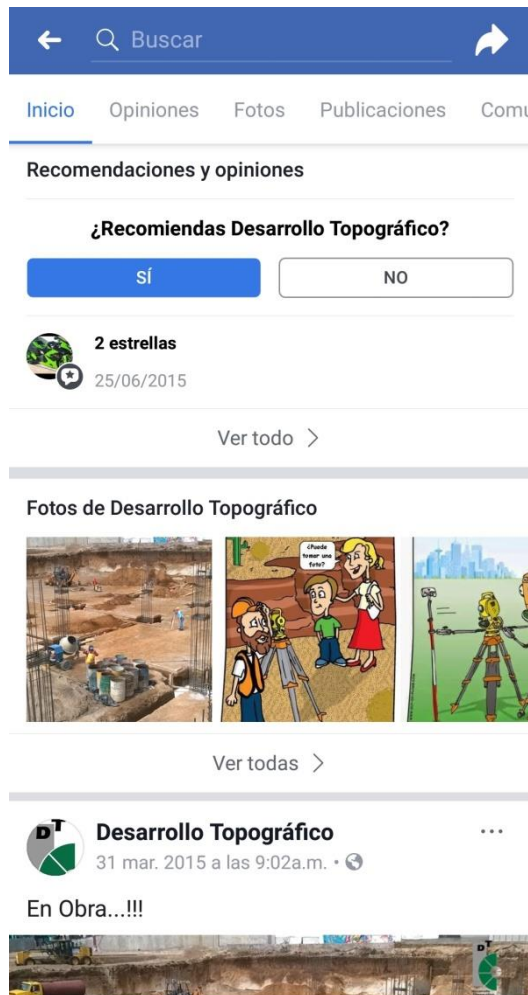 Buscar
Inicio Opiniones Fotos Publicaciones Comu
Recomendaciones y opiniones
¿Recomiendas Desarrollo Topográfico?
SÍ NO
2 estrellas
25/06/2015
Ver todo
Fotos de Desarrollo Topográfico
¿Puede
tomar una
foto?
Ver todas
DT
Desarrollo Topográfico
31 mar. 2015 a las 9:02a.m.
En Obra...!!!
DT